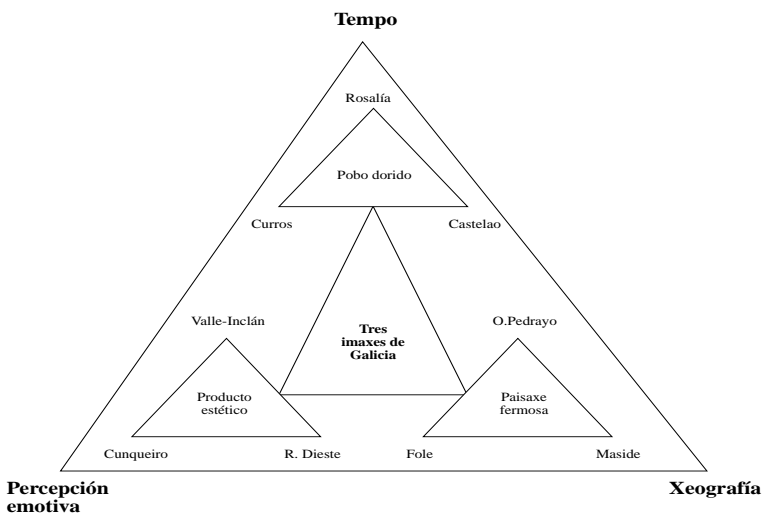 Tempo
Rosalía
Pobo dorido
Curros
Castelao
Valle-Inclán
O.Pedrayo
Tres
imaxes de
Galicia
Producto
estético
Paisaxe
fermosa
Cunqueiro
R. Dieste
Fole
Maside
Percepción
emotiva
Xeografía